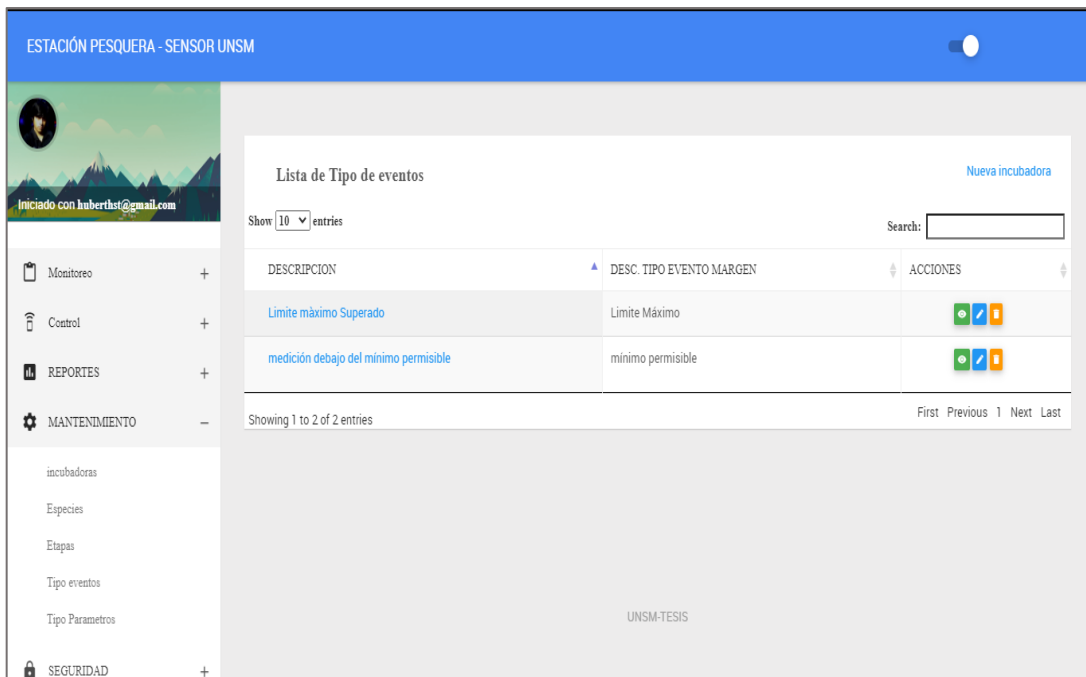 ESTACIÓN PESQUERA - SENSOR UNSM
Iniciado con huberthst@gmail.com
Monitoreo +
Control +
REPORTES +
MANTENIMIENTO –
incubadoras
Especies
Etapas
Tipo eventos
Tipo Parametros
SEGURIDAD +
Lista de Tipo de eventos
Nueva incubadora
Show 10 entries
Search:
DESCRIPCION DESC. TIPO EVENTO MARGEN ACCIONES
Limite màximo Superado Limite Máximo
medición debajo del mínimo permisible mínimo permisible
Showing 1 to 2 of 2 entries
First Previous 1 Next Last
UNSM-TESIS